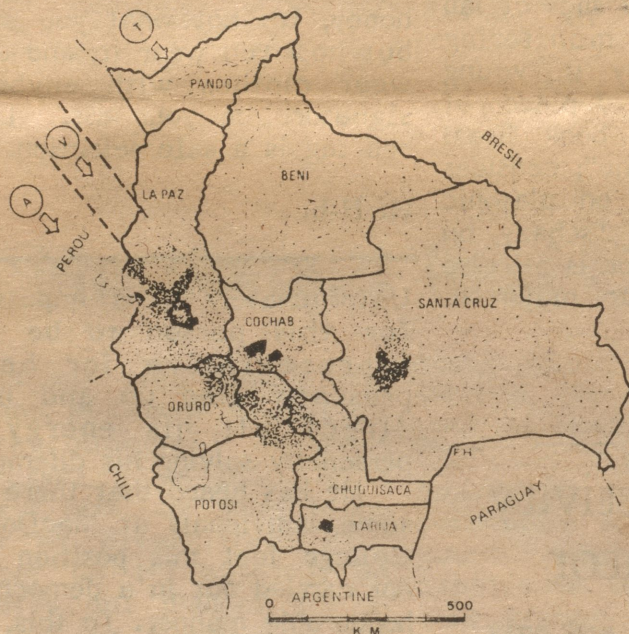 T
PANDO
V
BRESIL
BENI
LA PAZ
A
PEROU
SANTA CRUZ
COCHAB
ORURO
CHILI
CHUQUISACA
POTOSI
PARAGUAY
TARIJA
ARGENTINE
0 500
K M